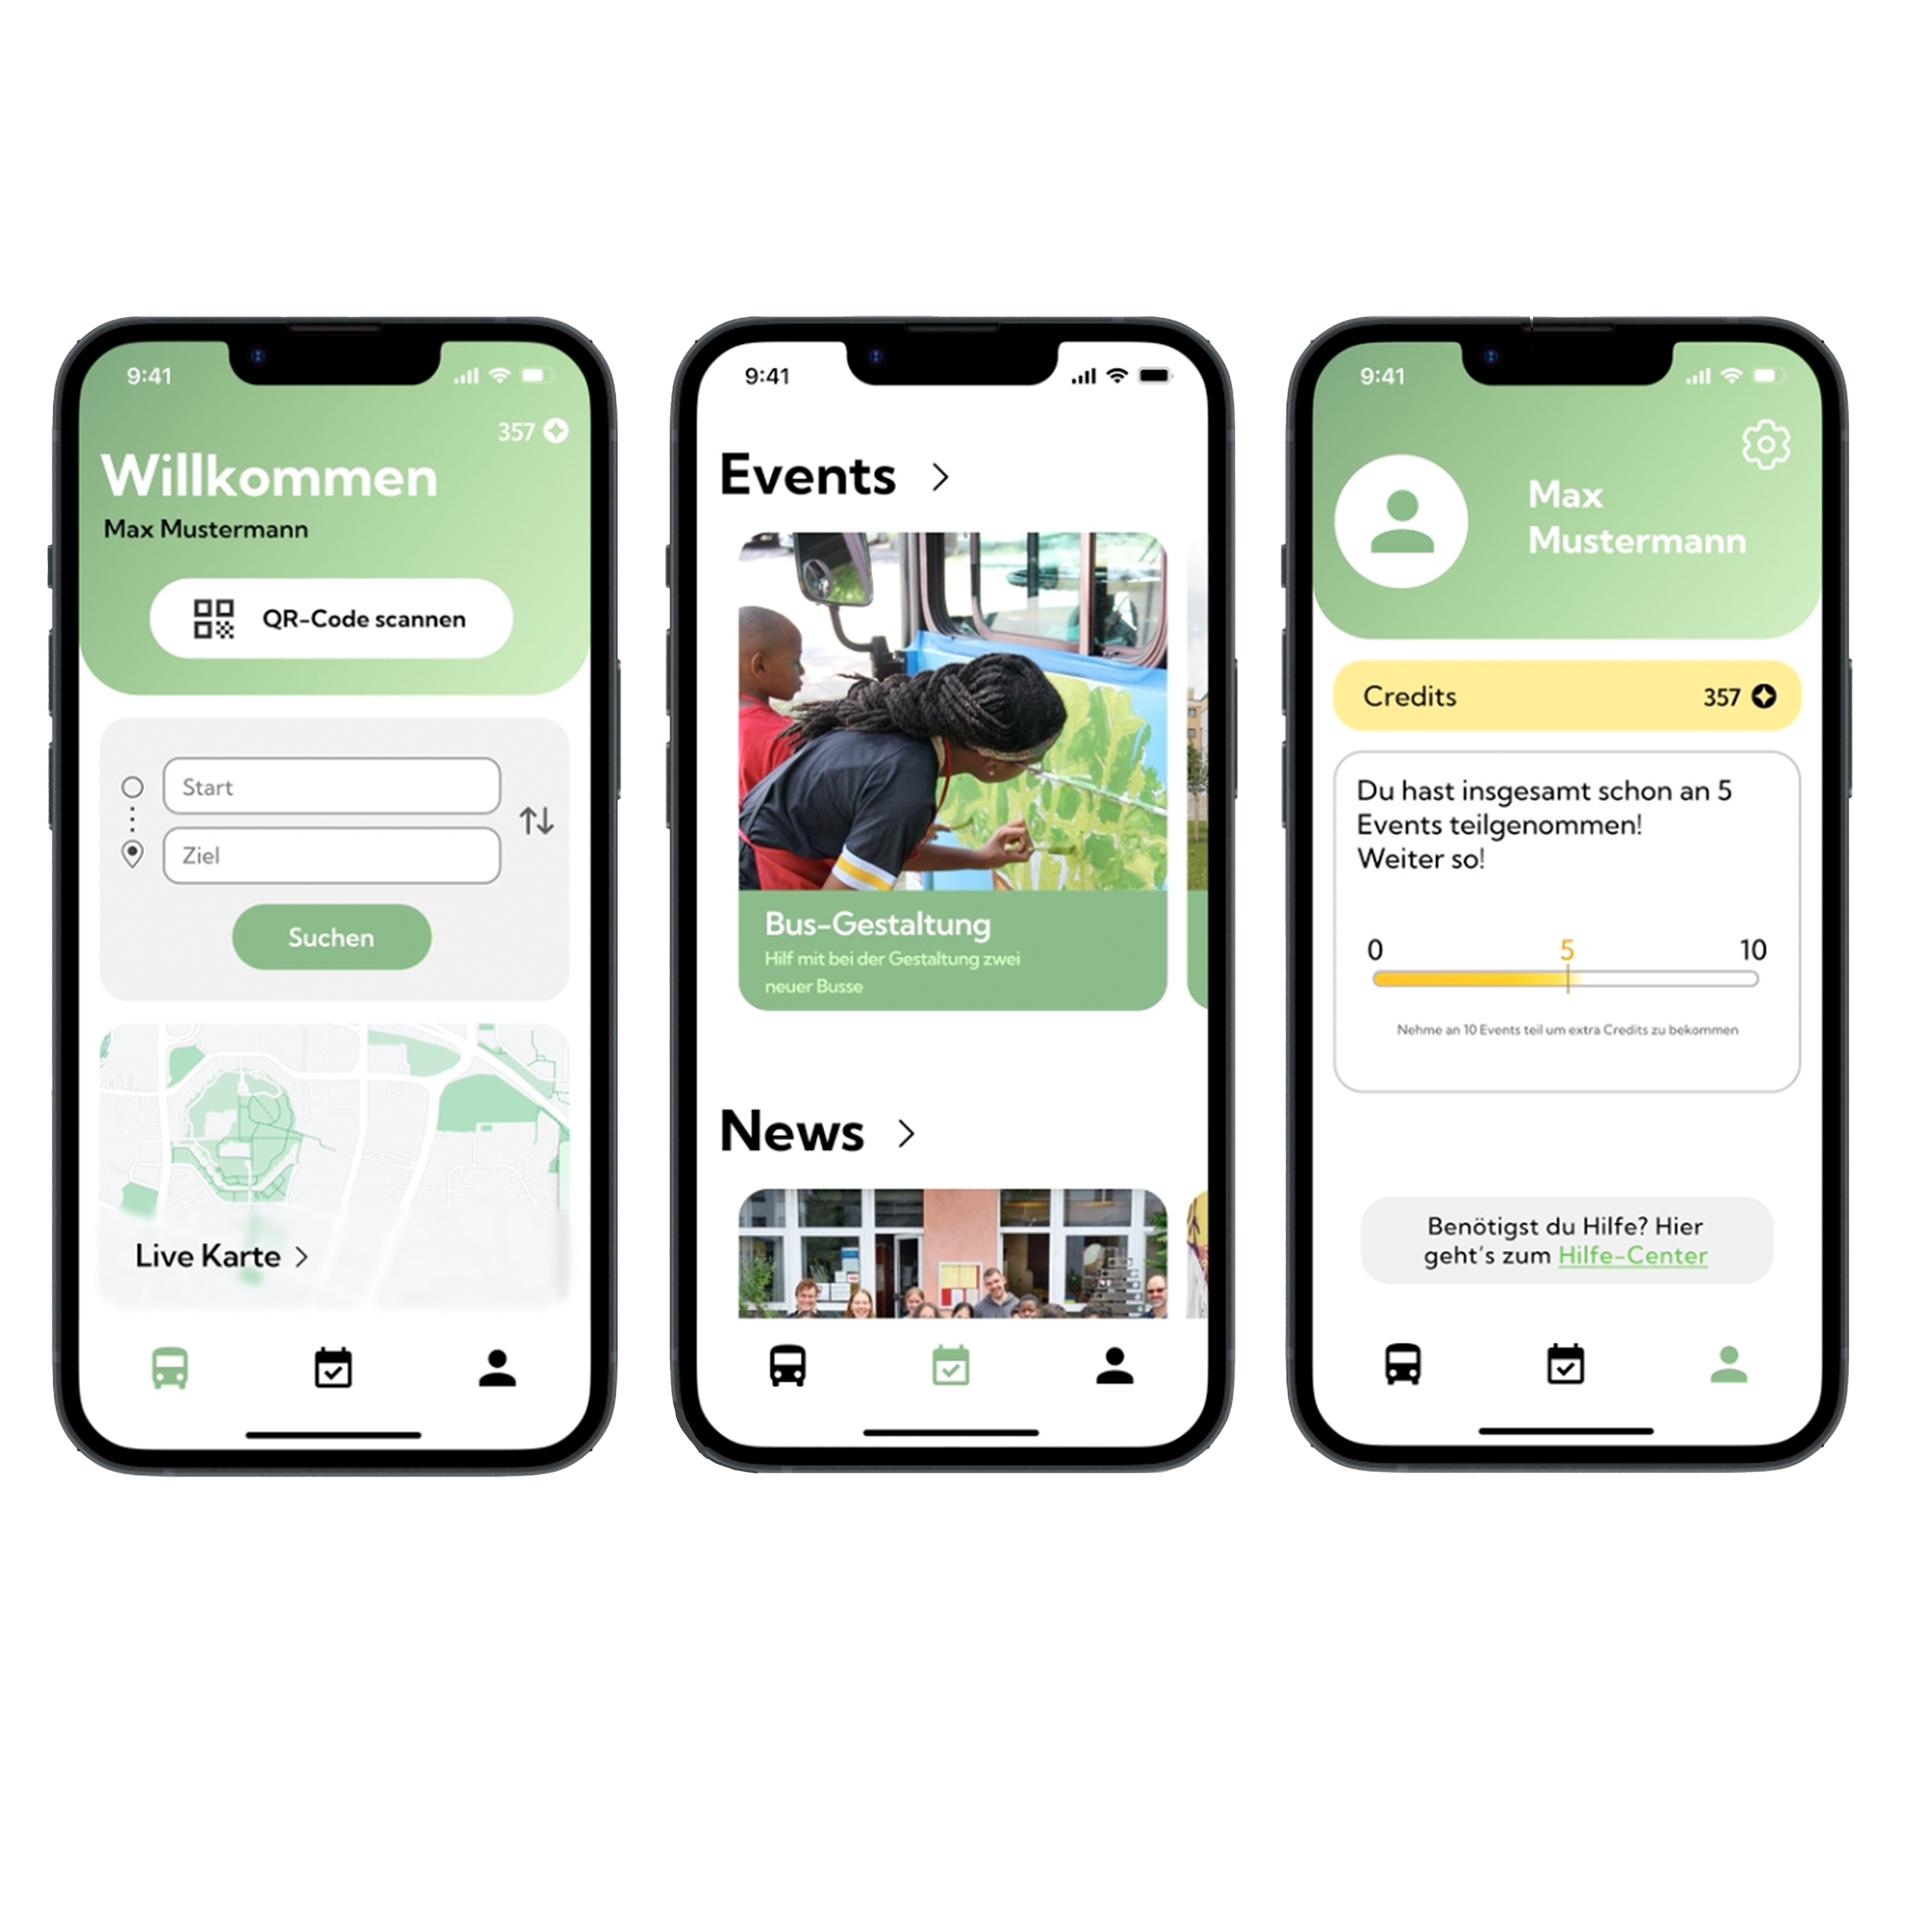 9:41
357
Willkommen
Max Mustermann
QR-Code scannen
Start
Ziel
Suchen
Live Karte
9:41
Events
Bus-Gestaltung
Hilf mit bei der Gestaltung zwei
neuer Busse
News
9:41
Max
Mustermann
Credits 357
Du hast insgesamt schon an 5
Events teilgenommen!
Weiter so!
0 5 10
Nehme an 10 Events teil um extra Credits zu bekommen
Benötigst du Hilfe? Hier
geht's zum Hilfe-Center